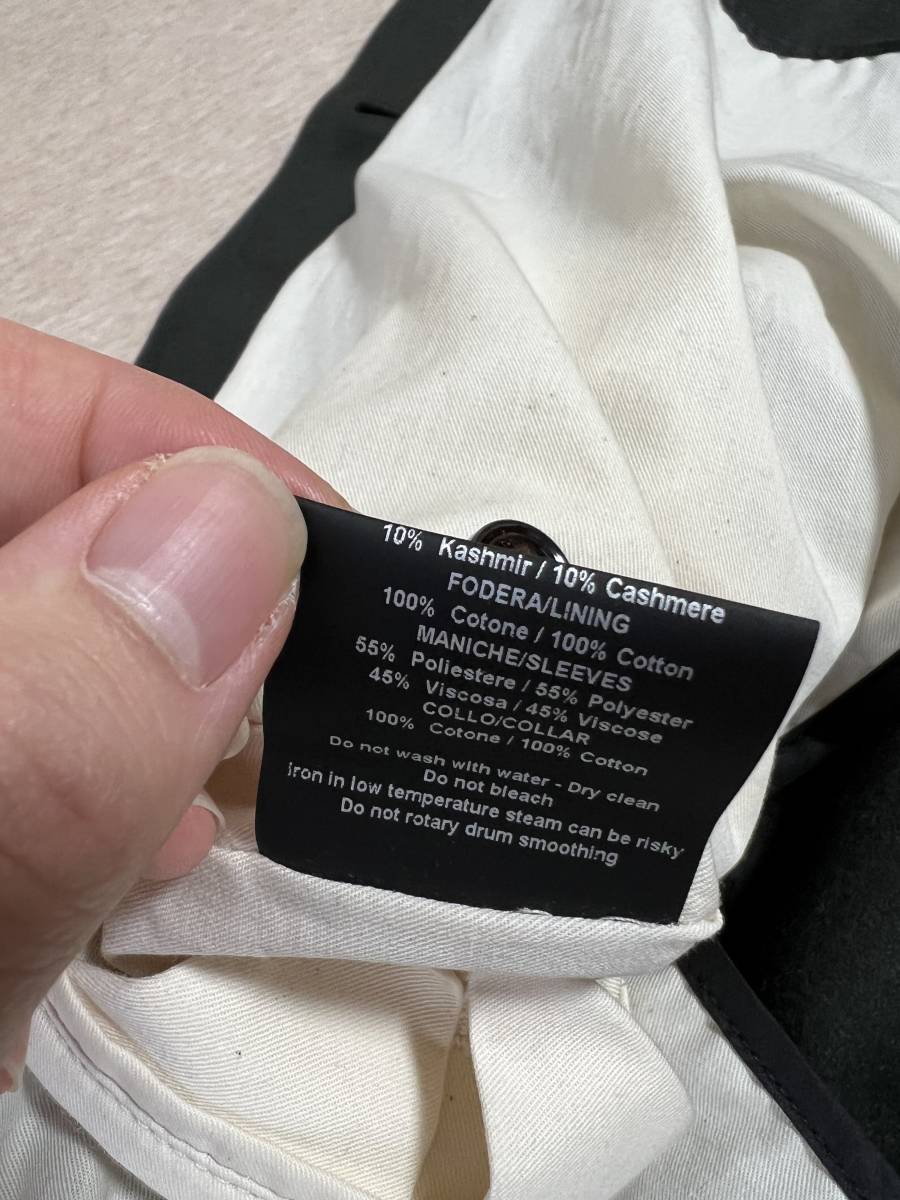 10% Kashmir / 10% Cashmere
FODERA/LINING
100% Cotone / 100% Cotton
MANICHE/SLEEVES
55% Poliestere / 55% Polyester
45% Viscosa / 45% Viscose
COLLO/COLLAR
100% Cotone / 100% Cotton
Do not wash with water - Dry clean
Do not bleach
iron in low temperature steam can be risky
Do not rotary drum smoothing